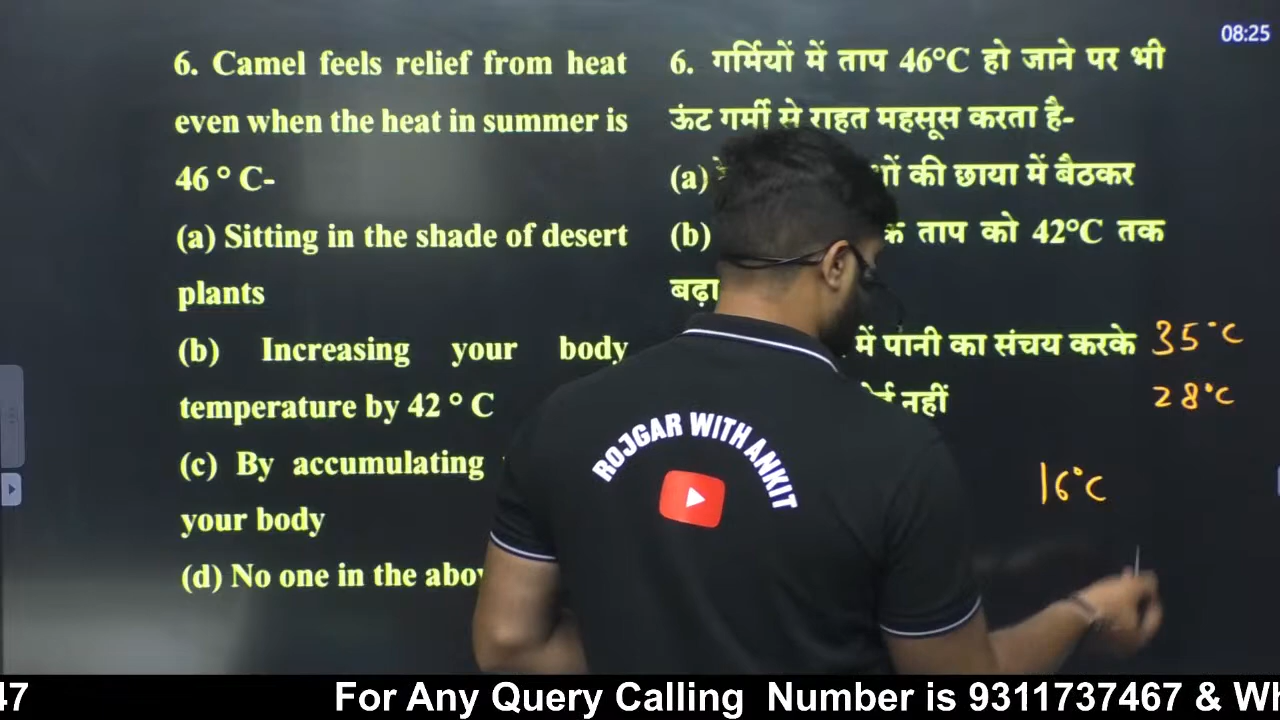 08:25
6. Camel feels relief from heat
even when the heat in summer is
46 ° C-
(a) Sitting in the shade of desert
plants
(b) Increasing your body
temperature by 42 ° C
(c) By accumulating
your body
(d) No one in the
6. गर्मियों में ताप 46°C हो जाने पर भी
ऊंट गर्मी से राहत महसूस करता है-
(a) की छाया में बैठकर
(b) ताप को 42°C तक
में पानी का संचय करके
नहीं
35°C
28°C
16°C
ROJGAR WITH ANKIT
47 For Any Query Calling Number is 9311737467 &